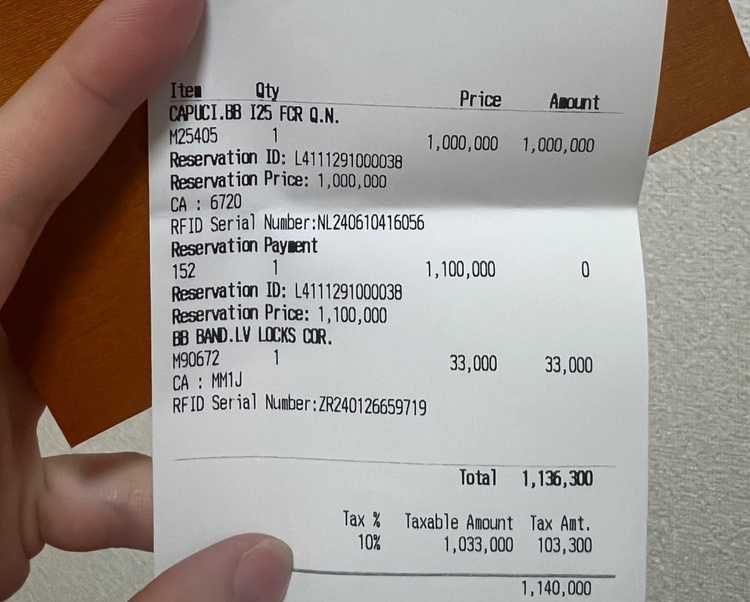 Item Qty Price Amount
CAPUCI.BB I25 FCR Q.N.
M25405 1 1,000,000 1,000,000
Reservation ID: L4111291000038
Reservation Price: 1,000,000
CA : 6720
RFID Serial Number:NL240610416056
Reservation Payment
152 1 1,100,000 0
Reservation ID: L4111291000038
Reservation Price: 1,100,000
BB BAND.LV LOCKS COR.
M90672 1 33,000 33,000
CA : MM1J
RFID Serial Number:ZR240126659719
Total 1,136,300
Tax % Taxable Amount Tax Amt.
10% 1,033,000 103,300
1,140,000